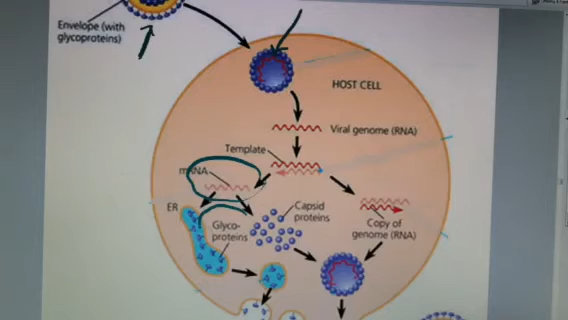 Envelope (with
glycoproteins)
HOST CELL
Viral genome (RNA)
Template
mRNA
ER
Capsid
proteins
Glyco-
proteins
Copy of
genome (RNA)